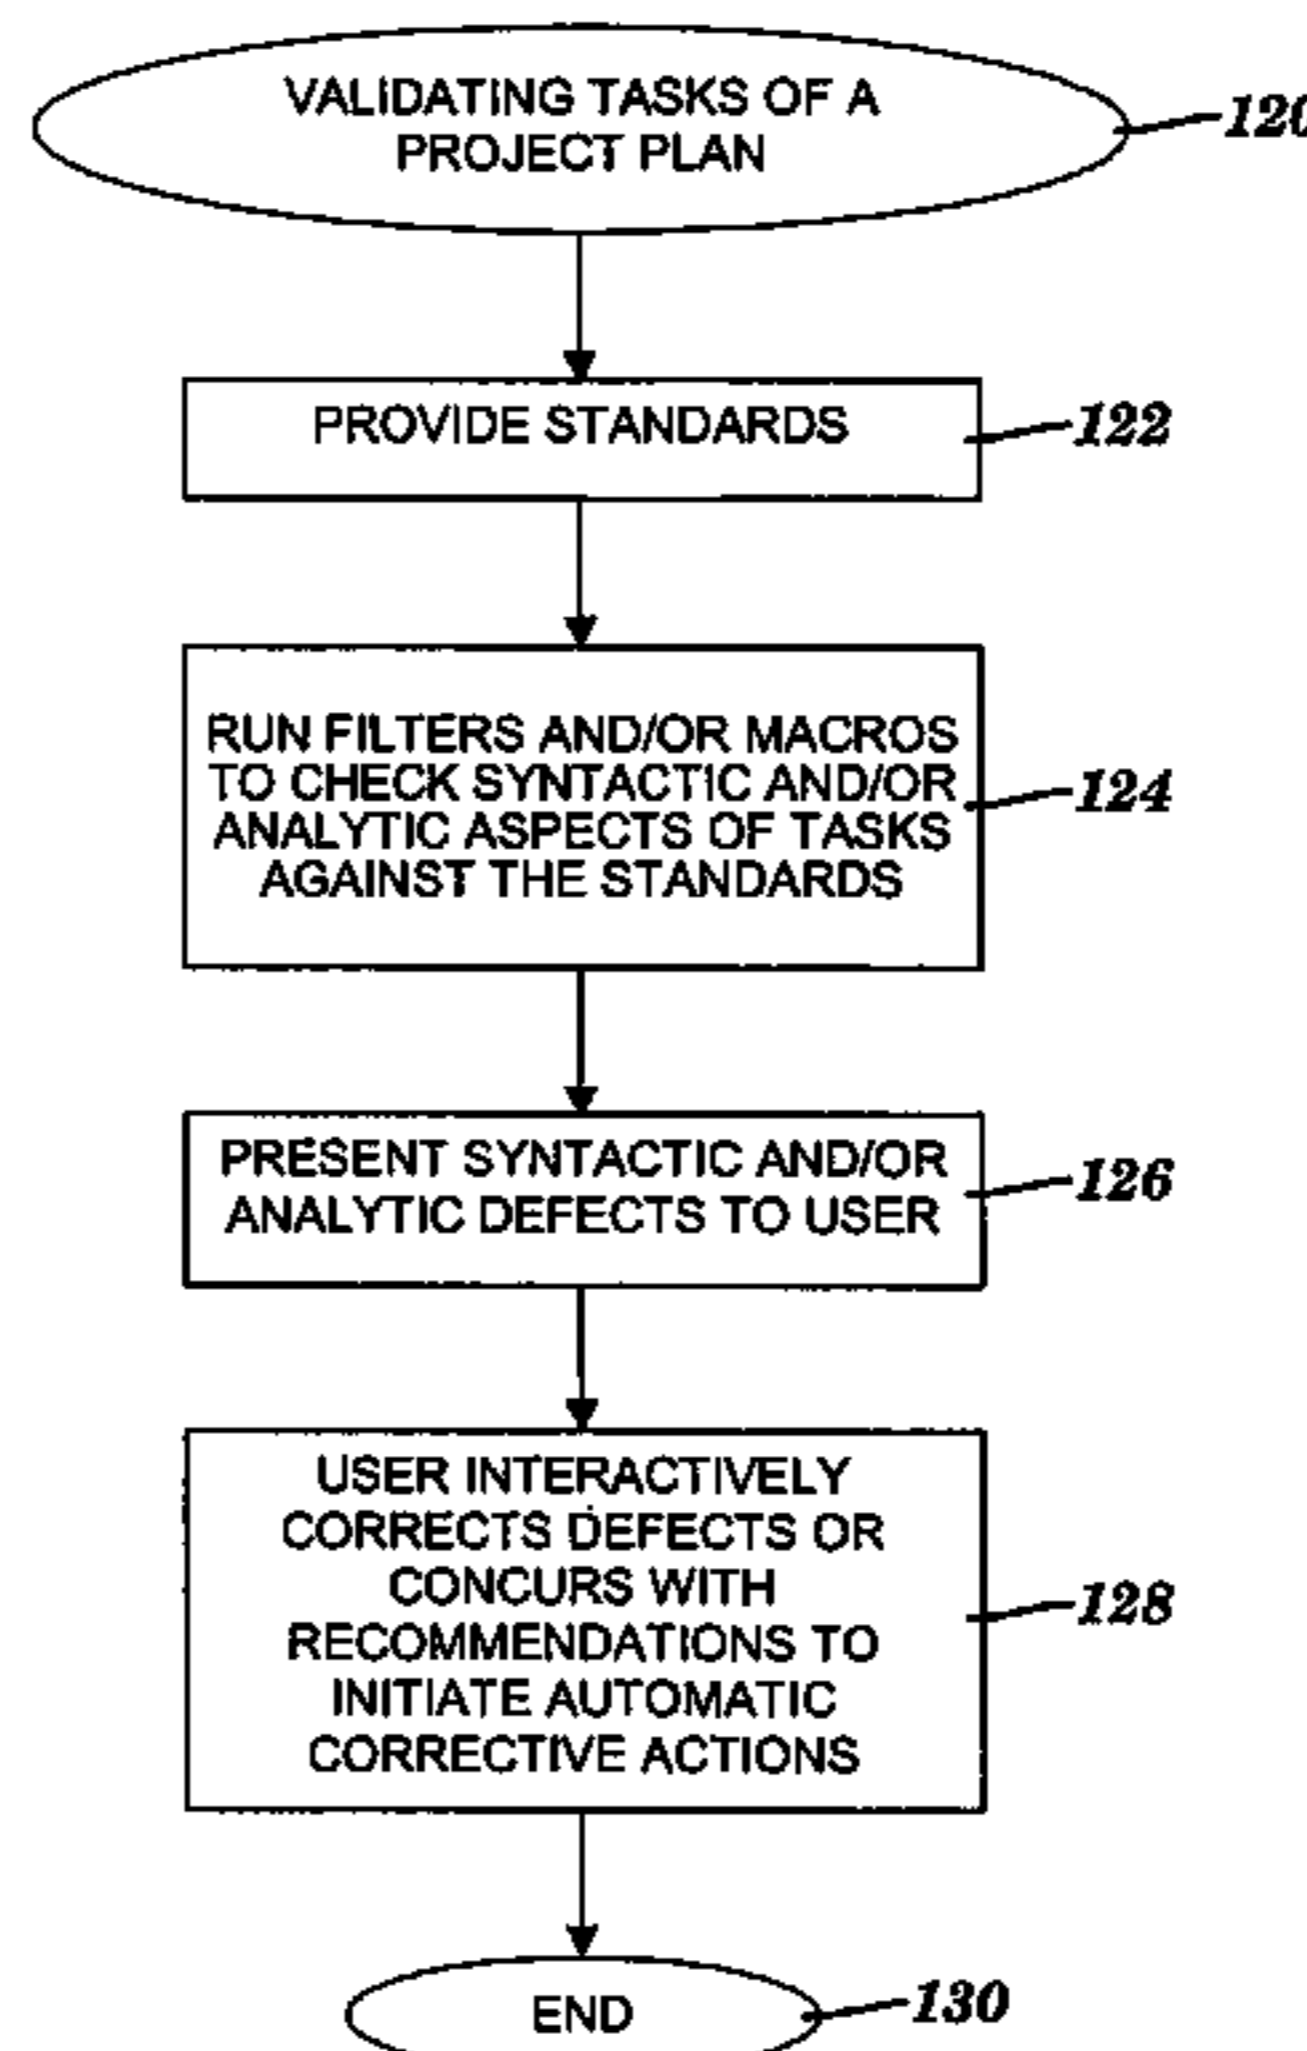 VALIDATING TASKS OF A
PROJECT PLAN
120
PROVIDE STANDARDS
122
RUN FILTERS AND/OR MACROS
TO CHECK SYNTACTIC AND/OR
ANALYTIC ASPECTS OF TASKS
AGAINST THE STANDARDS
124
PRESENT SYNTACTIC AND/OR
ANALYTIC DEFECTS TO USER
126
USER INTERACTIVELY
CORRECTS DEFECTS OR
CONCURS WITH
RECOMMENDATIONS TO
INITIATE AUTOMATIC
CORRECTIVE ACTIONS
128
END
130